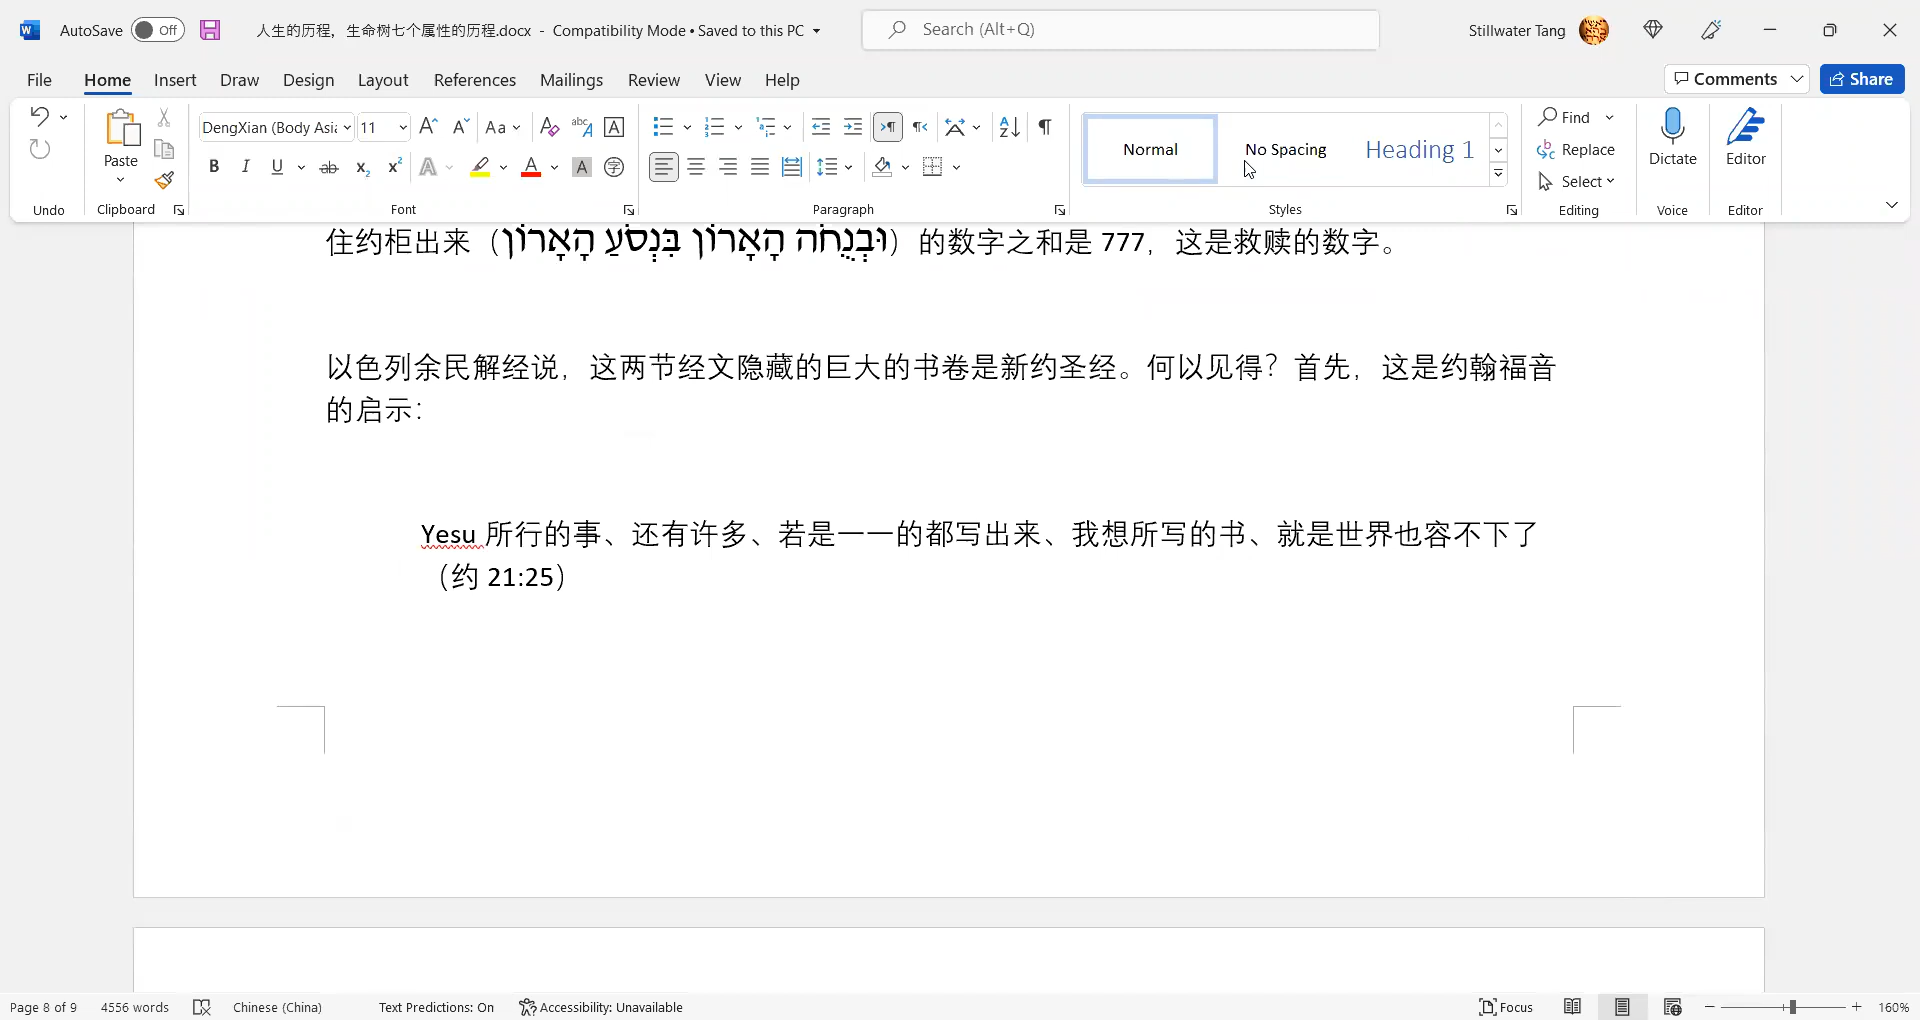 AutoSave Off 人生的历程，生命树七个属性的历程.docx - Compatibility Mode • Saved to this PC Search (Alt+Q) Stillwater Tang
File Home Insert Draw Design Layout References Mailings Review View Help Comments Share
Paste DengXian (Body Asia 11 Aa Normal No Spacing Heading 1 Find Replace Select Dictate Editor
Undo Clipboard Font Paragraph Styles Editing Voice Editor
住约柜出来（וּבְנֻחֹה הָאָרוֹן בִּנְסֹעַ הָאָרוֹן）的数字之和是 777，这是救赎的数字。
以色列余民解经说，这两节经文隐藏的巨大的书卷是新约圣经。何以见得？首先，这是约翰福音
的启示：
Yesu 所行的事、还有许多、若是一一的都写出来、我想所写的书、就是世界也容不下了
（约 21:25）
Page 8 of 9 4556 words Chinese (China) Text Predictions: On Accessibility: Unavailable Focus 160%